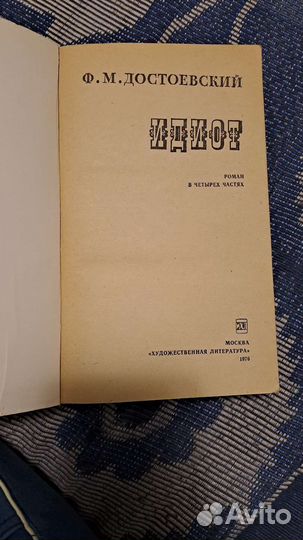 Ф. М. ДОСТОЕВСКИЙ
ИДИОТ
РОМАН
В ЧЕТЫРЕХ ЧАСТЯХ
МОСКВА
«ХУДОЖЕСТВЕННАЯ ЛИТЕРАТУРА»
1976
Avito